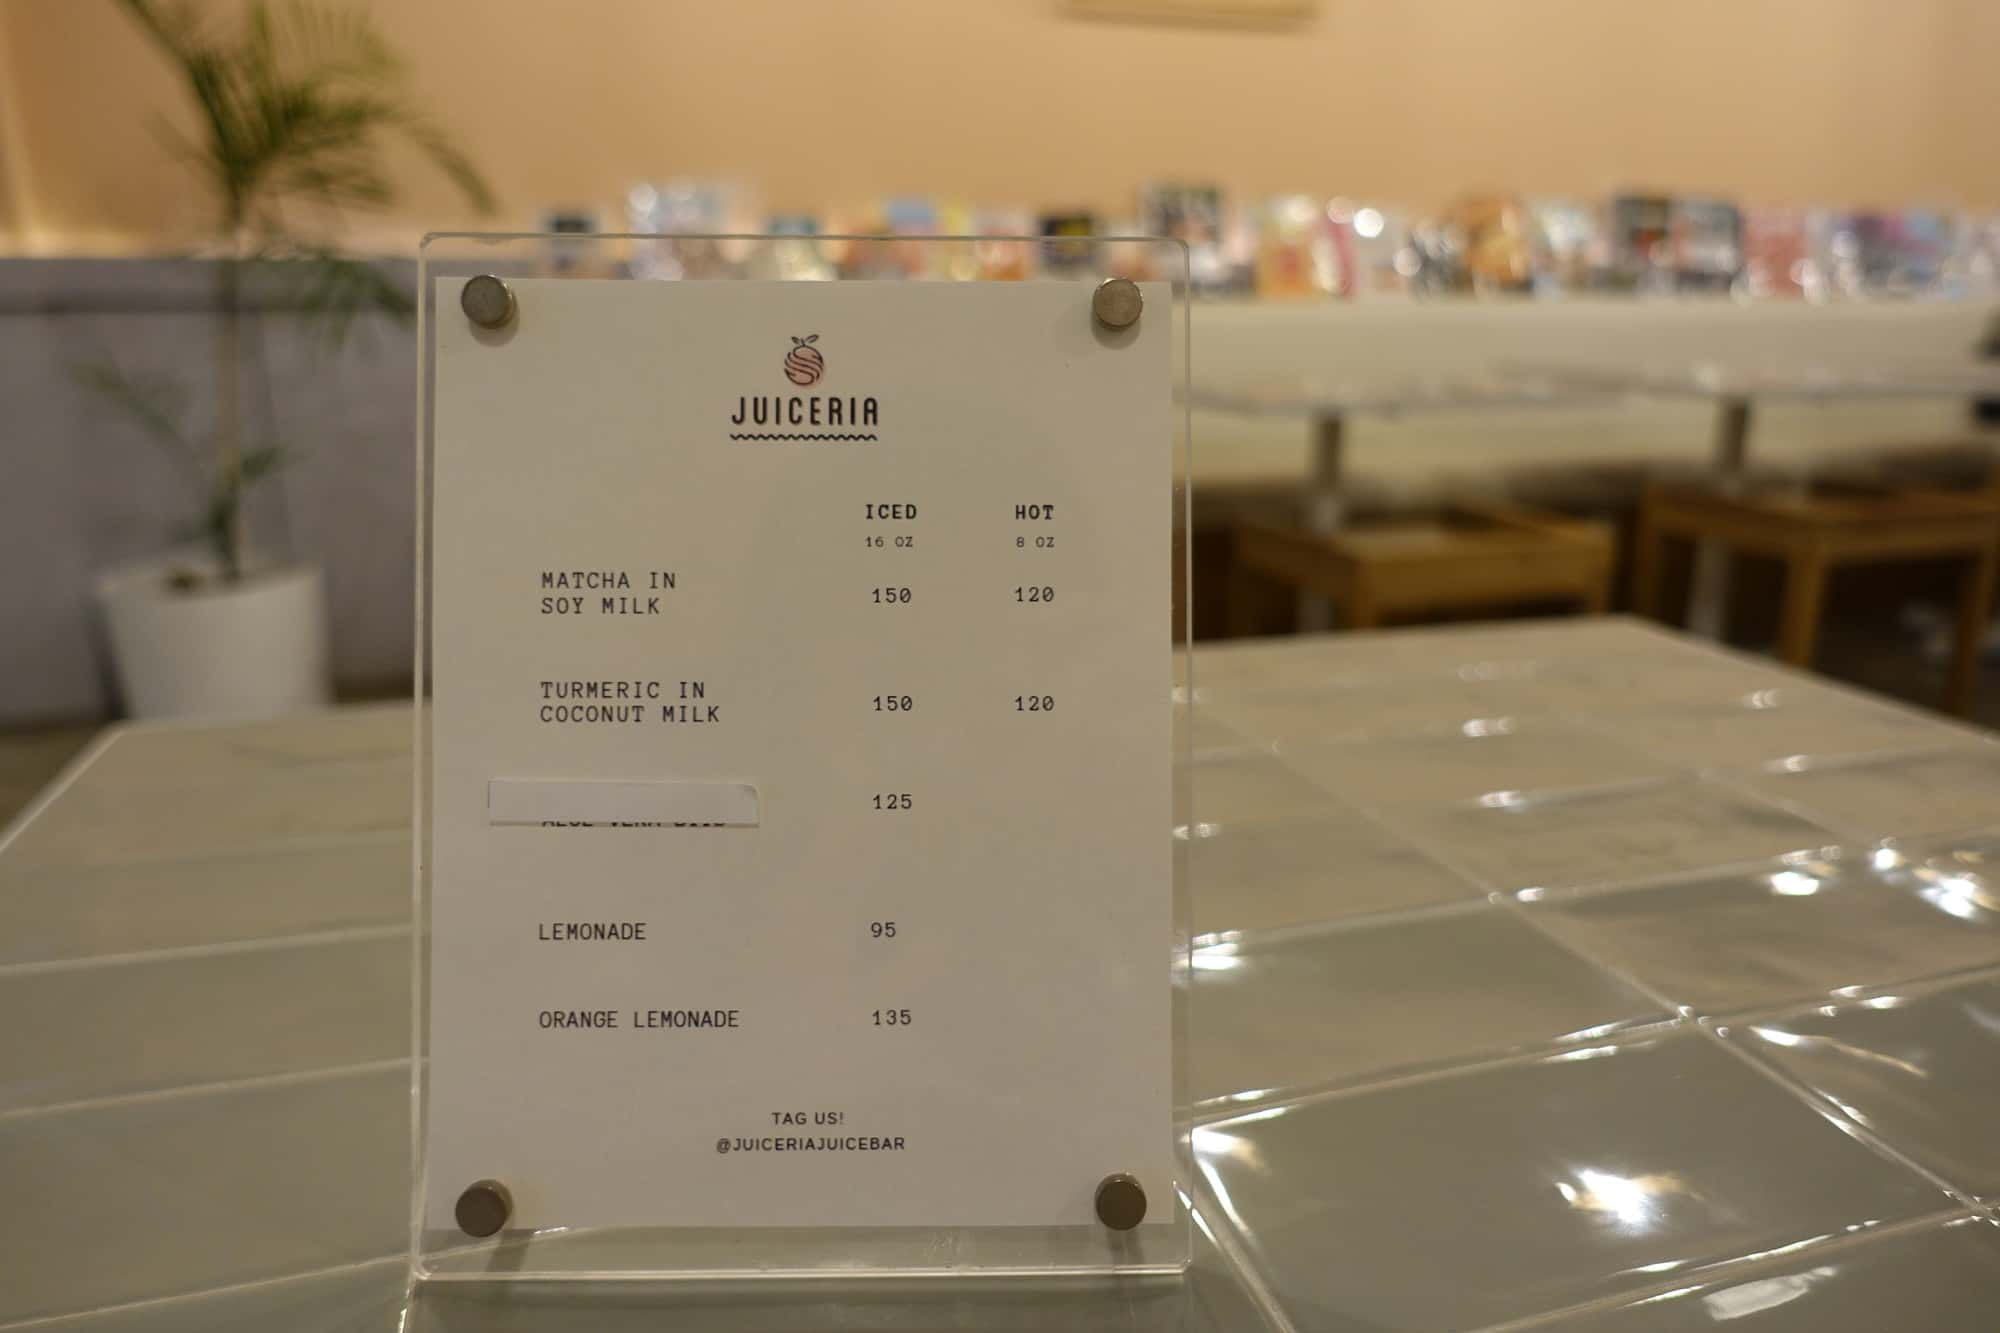 JUICERIA
ICED HOT
16 OZ 8 OZ
MATCHA IN
SOY MILK
150 120
TURMERIC IN
COCONUT MILK
150 120
125
LEMONADE 95
ORANGE LEMONADE 135
TAG US!
@JUICERIAJUICEBAR